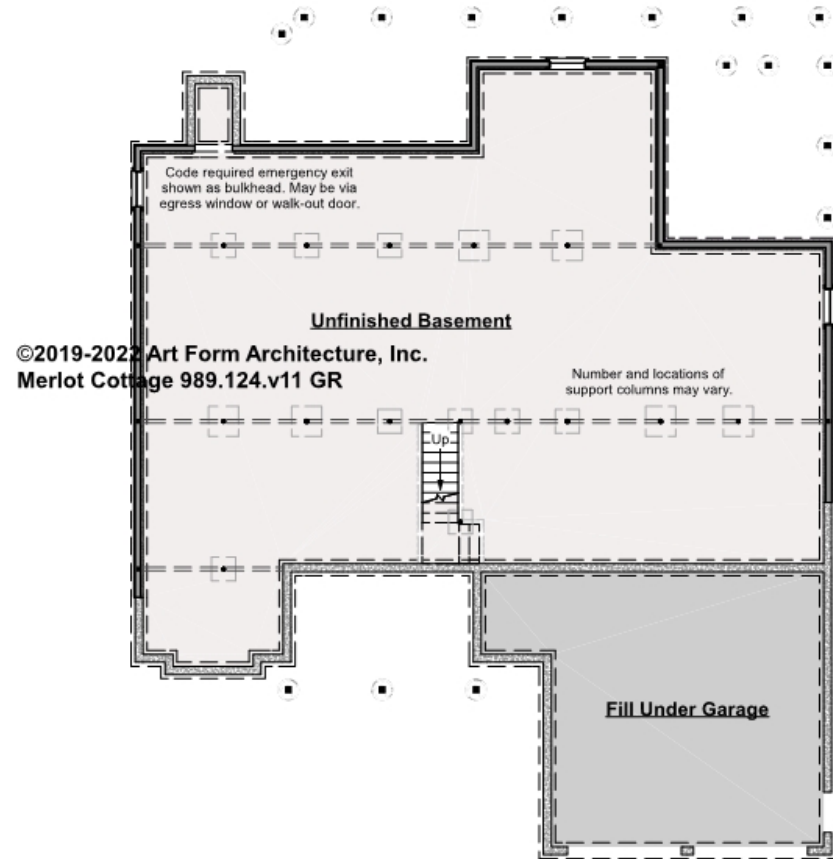 Code required emergency exit
shown as bulkhead. May be via
egress window or walk-out door.
Unfinished Basement
©2019-2022 Art Form Architecture, Inc.
Merlot Cottage 989.124.v11 GR
Number and locations of
support columns may vary.
Up
Fill Under Garage